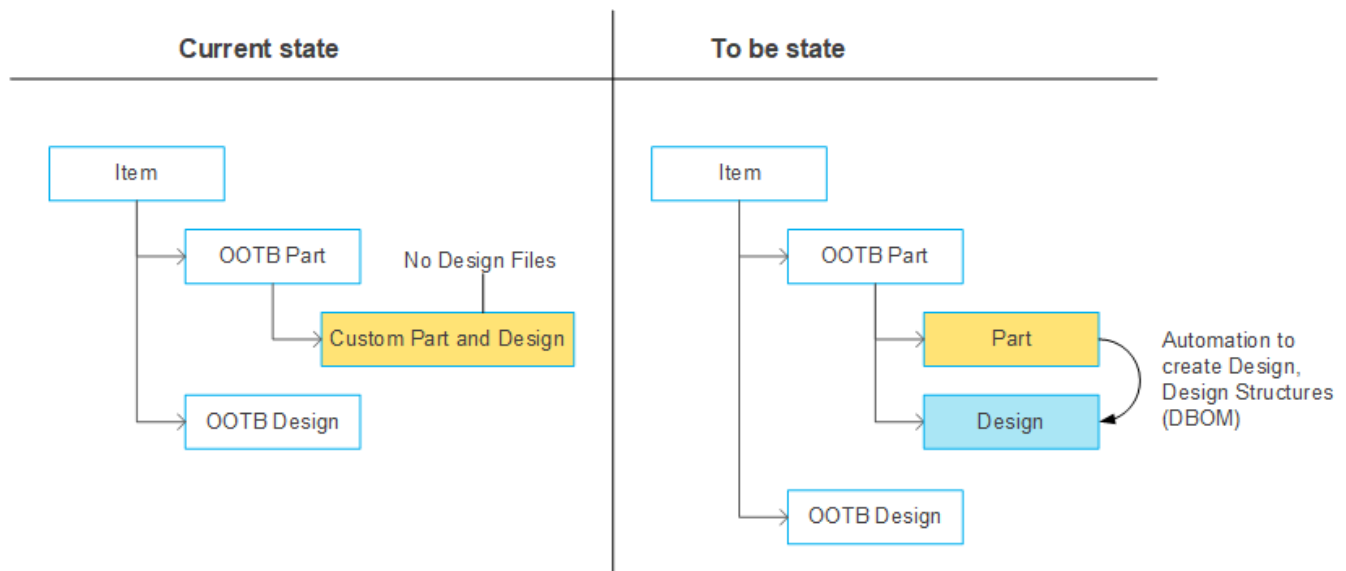 Current state
To be state
Item
OOTB Part
No Design Files
Custom Part and Design
OOTB Design
Item
OOTB Part
Part
Design
Automation to
create Design,
Design Structures
(DBOM)
OOTB Design